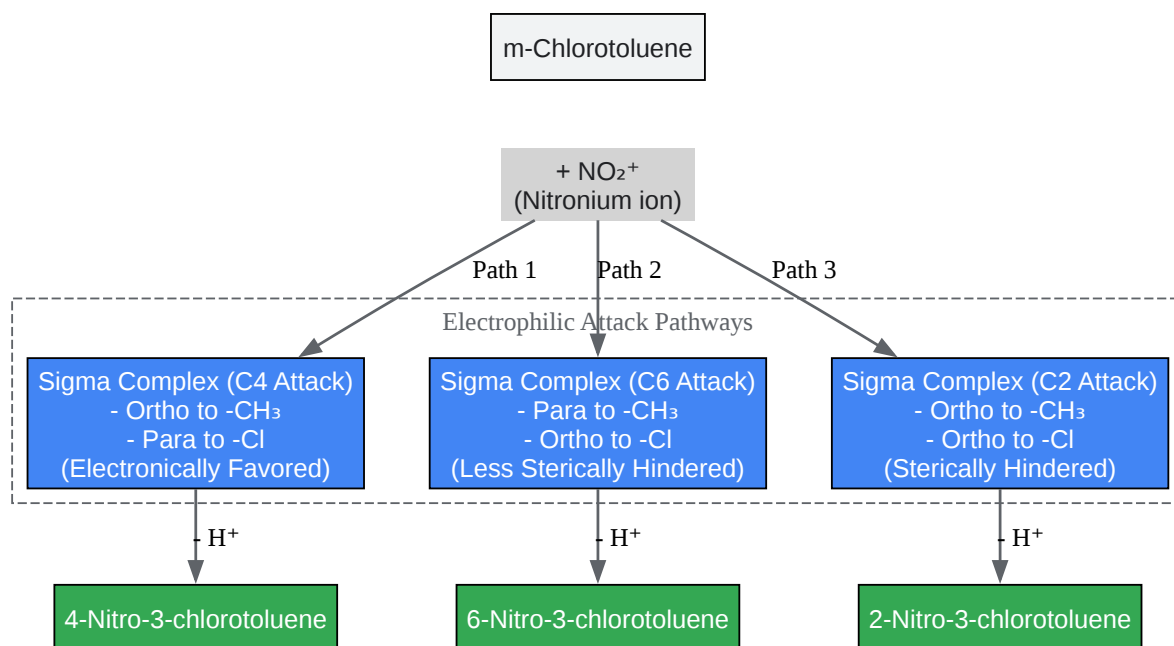 m-Chlorotoluene
+ NO₂⁺
(Nitronium ion)
Path 1
Path 2
Path 3
Electrophilic Attack Pathways
Sigma Complex (C4 Attack)
- Ortho to -CH₃
- Para to -Cl
(Electronically Favored)
Sigma Complex (C6 Attack)
- Para to -CH₃
- Ortho to -Cl
(Less Sterically Hindered)
Sigma Complex (C2 Attack)
- Ortho to -CH₃
- Ortho to -Cl
(Sterically Hindered)
- H⁺
- H⁺
- H⁺
4-Nitro-3-chlorotoluene
6-Nitro-3-chlorotoluene
2-Nitro-3-chlorotoluene